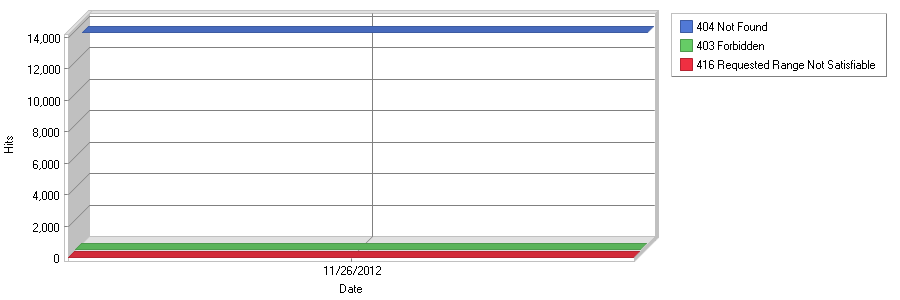 404 Not Found
403 Forbidden
416 Requested Range Not Satisfiable
14,000
12,000
10,000
8,000
6,000
4,000
2,000
0
Hits
11/26/2012
Date